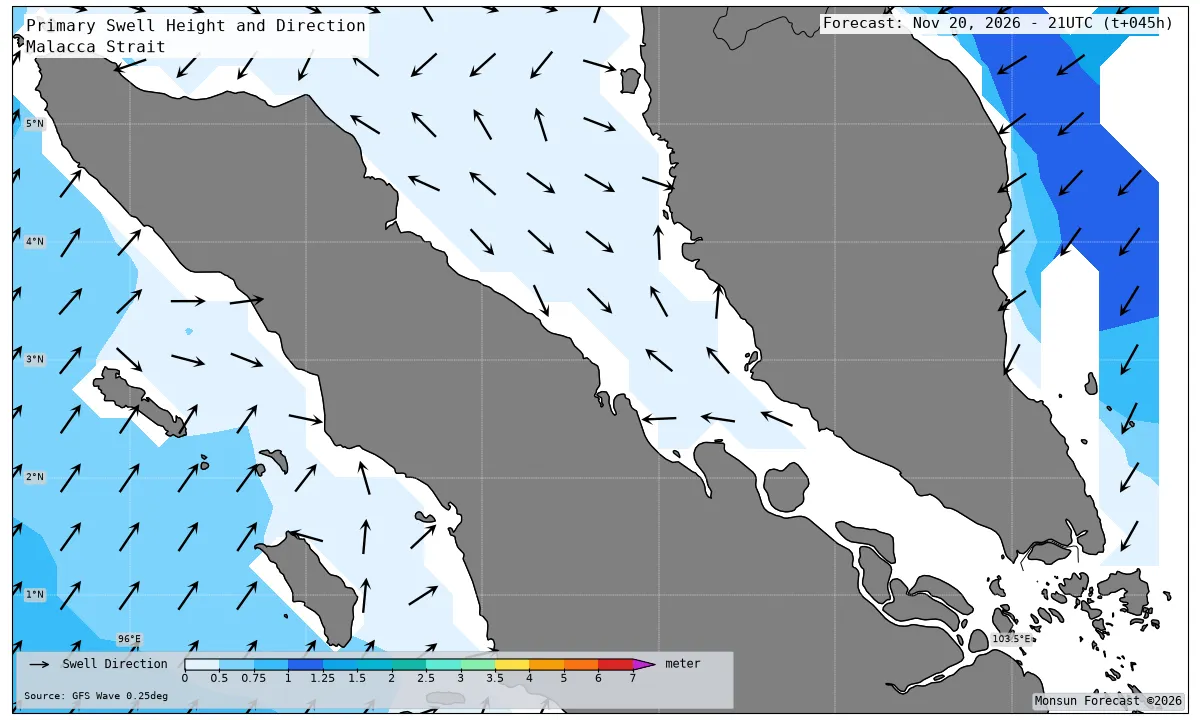 Primary Swell Height and Direction
Malacca Strait
Forecast: Nov 20, 2026 - 21UTC (t+045h)
5°N
4°N
3°N
2°N
1°N
96°E
103.5°E
Swell Direction
meter
0 0.5 0.75 1 1.25 1.5 2 2.5 3 3.5 4 5 6 7
Source: GFS Wave 0.25deg
Monsun Forecast ©2026